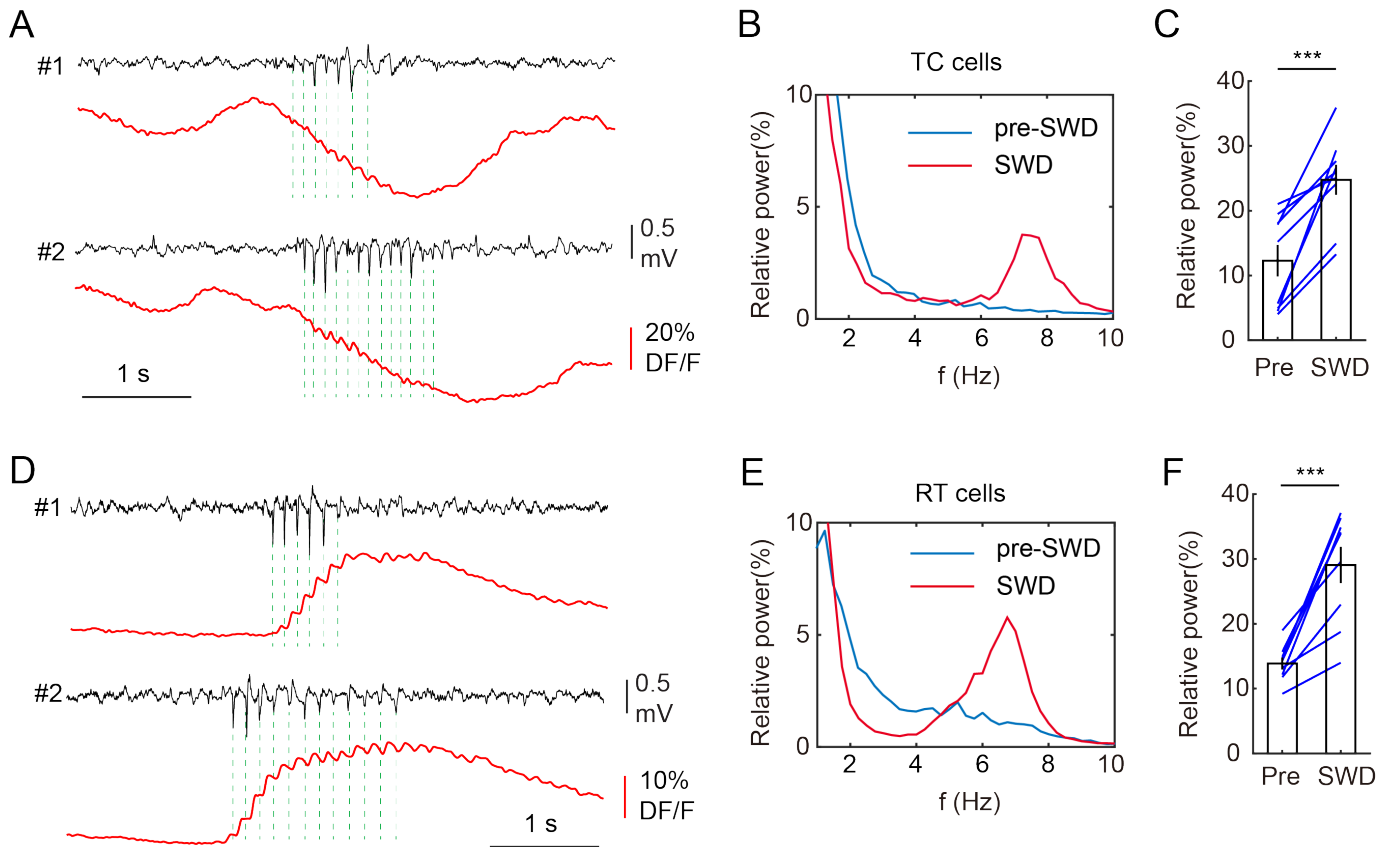 A
#1
#2
0.5
mV
20%
DF/F
1 s
B
TC cells
pre-SWD
SWD
Relative power(%)
10
5
0
2
4
6
8
10
f (Hz)
C
***
Relative power(%)
40
30
20
10
0
Pre
SWD
D
#1
#2
0.5
mV
10%
DF/F
1 s
E
RT cells
pre-SWD
SWD
Relative power(%)
10
5
0
2
4
6
8
10
f (Hz)
F
***
Relative power(%)
40
30
20
10
0
Pre
SWD